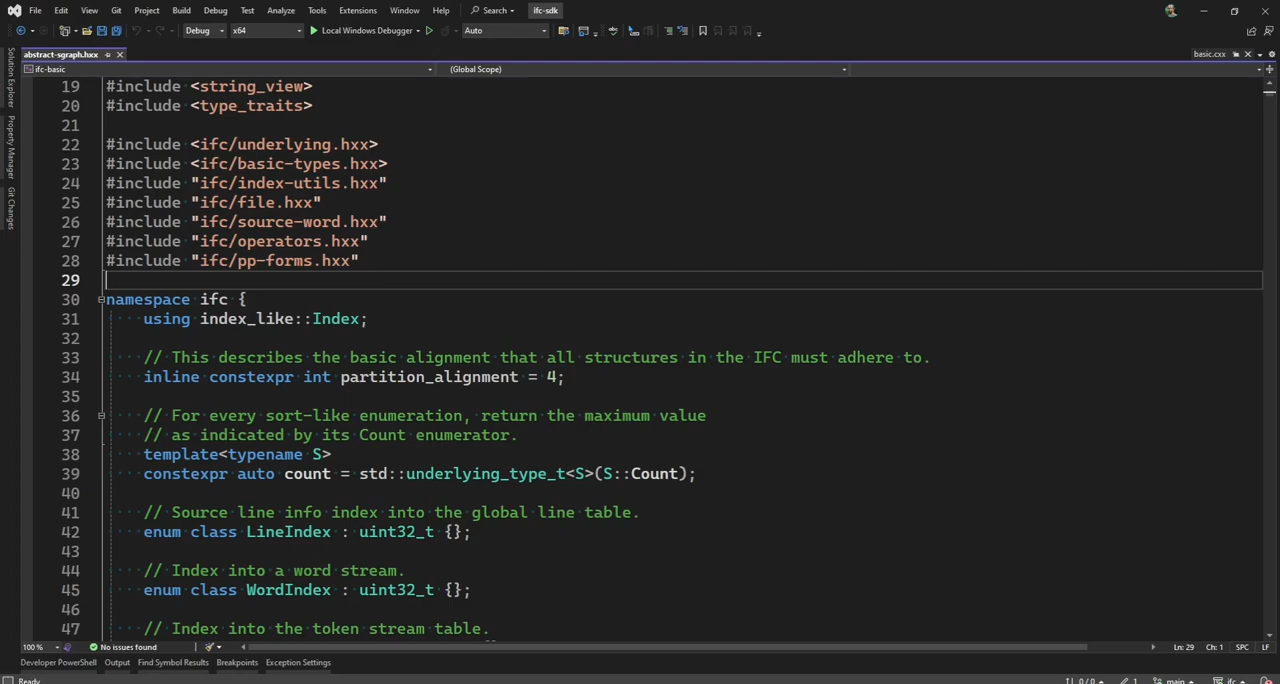 File Edit View Git Project Build Debug Test Analyze Tools Extensions Window Help Search ifc-sdk
Debug x64 Local Windows Debugger Auto
abstract-sgraph.hxx basic.cxx
ifc-basic (Global Scope)
Solution Explorer
Property Manager
Git Changes
19 #include <string_view>
20 #include <type_traits>
21
22 #include <ifc/underlying.hxx>
23 #include <ifc/basic-types.hxx>
24 #include "ifc/index-utils.hxx"
25 #include "ifc/file.hxx"
26 #include "ifc/source-word.hxx"
27 #include "ifc/operators.hxx"
28 #include "ifc/pp-forms.hxx"
29
30 namespace ifc {
31 using index_like::Index;
32
33 // This describes the basic alignment that all structures in the IFC must adhere to.
34 inline constexpr int partition_alignment = 4;
35
36 // For every sort-like enumeration, return the maximum value
37 // as indicated by its Count enumerator.
38 template<typename S>
39 constexpr auto count = std::underlying_type_t<S>(S::Count);
40
41 // Source line info index into the global line table.
42 enum class LineIndex : uint32_t {};
43
44 // Index into a word stream.
45 enum class WordIndex : uint32_t {};
46
47 // Index into the token stream table.
100 % No issues found Ln: 29 Ch: 1 SPC LF
Developer PowerShell Output Find Symbol Results Breakpoints Exception Settings
Ready 0 / 0 1 main ifc